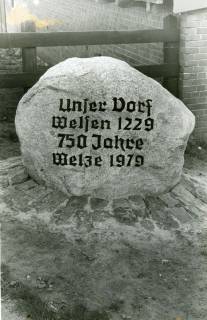 Unser Dorf
Welsen 1229
750 Jahre
Welze 1979